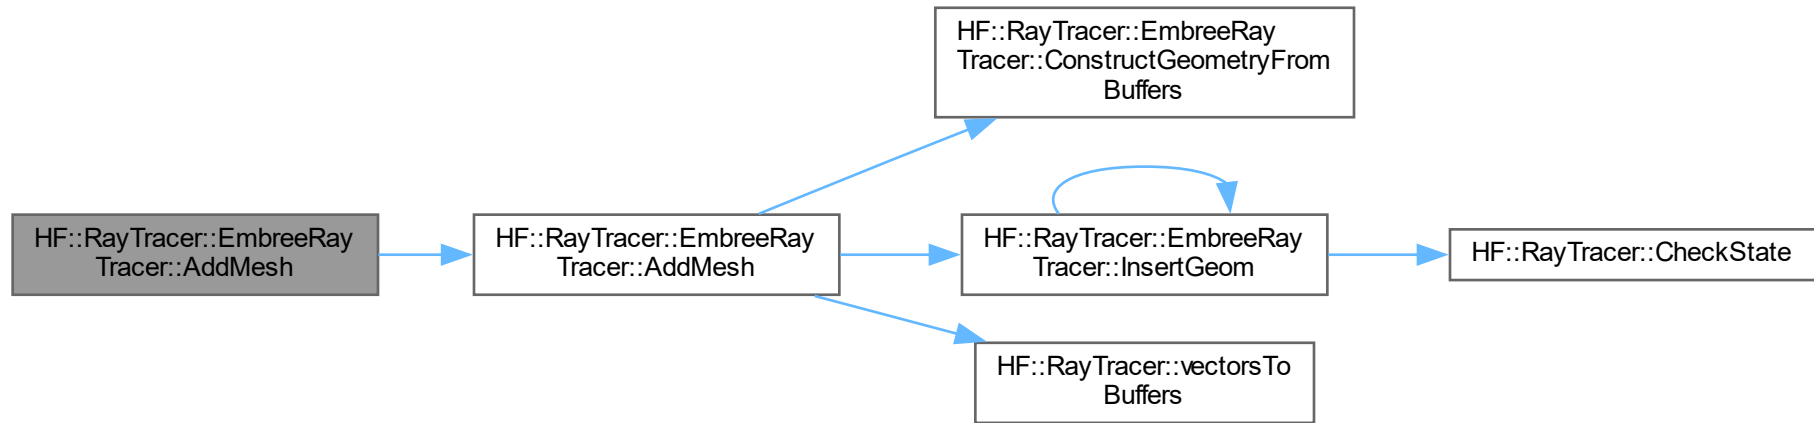 HF::RayTracer::EmbreeRay
Tracer::AddMesh
HF::RayTracer::EmbreeRay
Tracer::AddMesh
HF::RayTracer::EmbreeRay
Tracer::ConstructGeometryFrom
Buffers
HF::RayTracer::EmbreeRay
Tracer::InsertGeom
HF::RayTracer::vectorsTo
Buffers
HF::RayTracer::CheckState